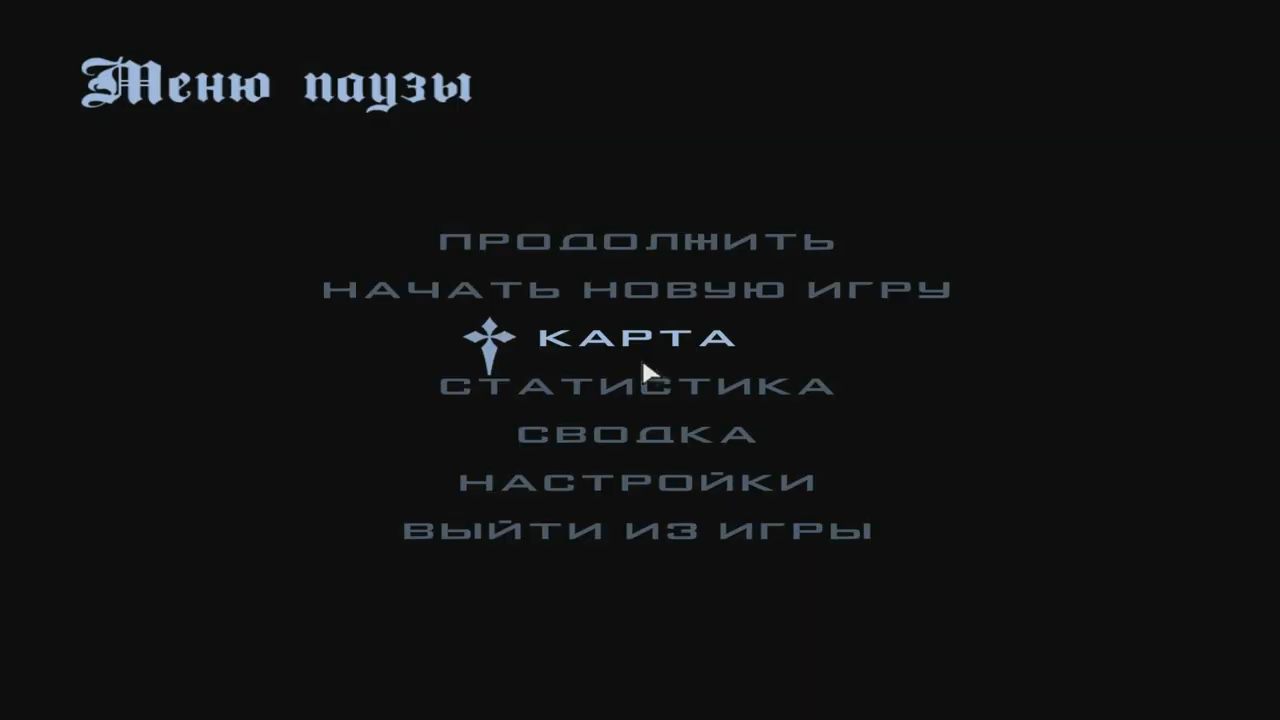 Меню паузы
ПРОДОЛЖИТЬ
НАЧАТЬ НОВУЮ ИГРУ
КАРТА
СТАТИСТИКА
СВОДКА
НАСТРОЙКИ
ВЫЙТИ ИЗ ИГРЫ